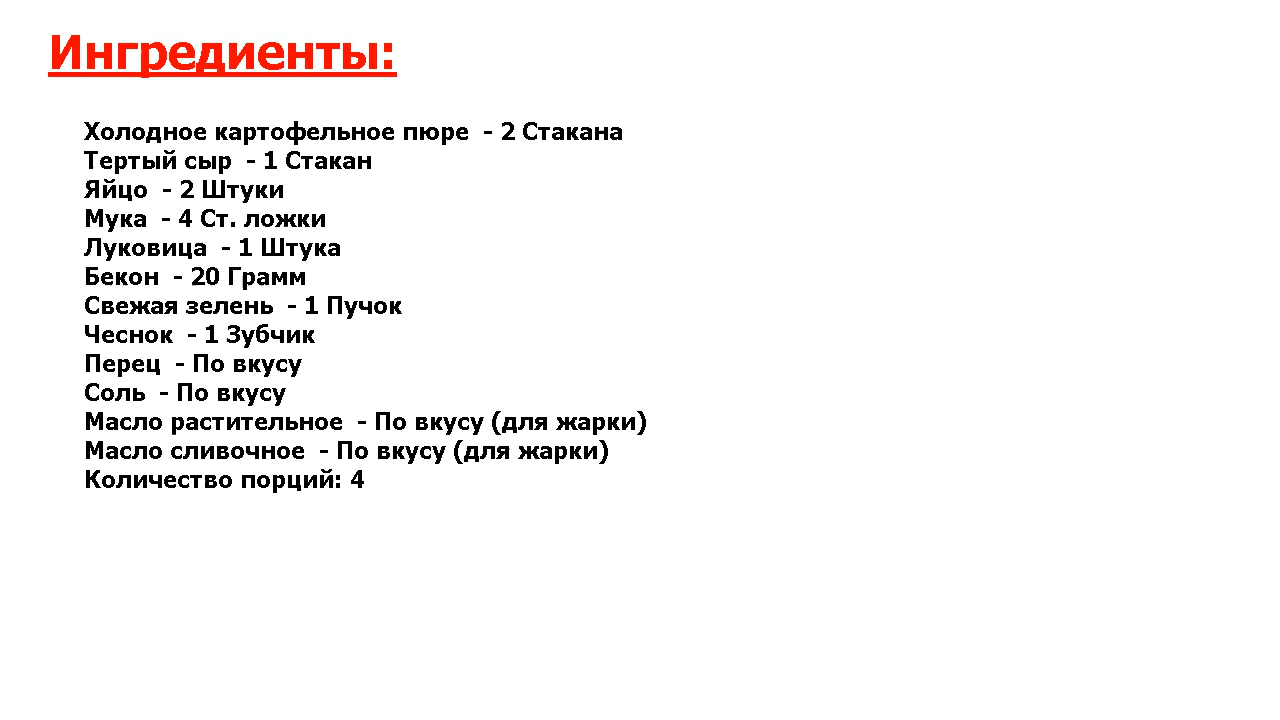 Ингредиенты:
Холодное картофельное пюре - 2 Стакана
Тертый сыр - 1 Стакан
Яйцо - 2 Штуки
Мука - 4 Ст. ложки
Луковица - 1 Штука
Бекон - 20 Грамм
Свежая зелень - 1 Пучок
Чеснок - 1 Зубчик
Перец - По вкусу
Соль - По вкусу
Масло растительное - По вкусу (для жарки)
Масло сливочное - По вкусу (для жарки)
Количество порций: 4